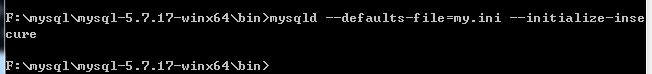 F:\mysql\mysql-5.7.17-winx64\bin>mysqld --defaults-file=my.ini --initialize-inse
cure
F:\mysql\mysql-5.7.17-winx64\bin>